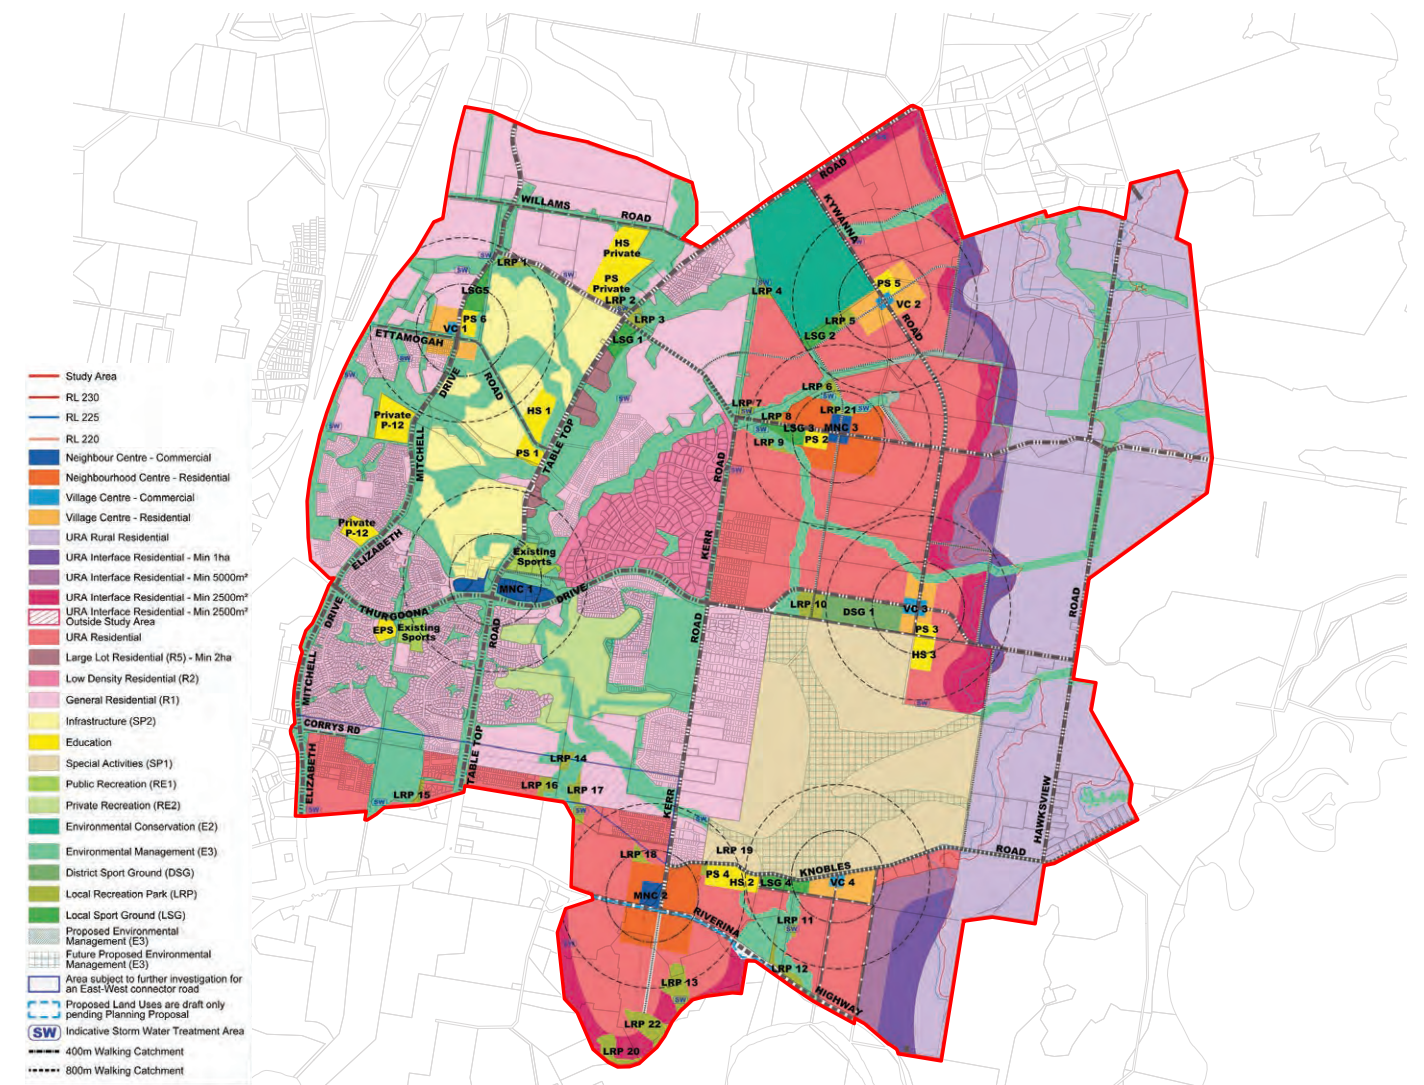 ROAD
KYWANNA
WILLAMS
ROAD
HS
Private
LRP 1
PS
Private
LRP 2
LSG5
LRP 3
PS 6
VC 1
ETTAMOGAH
LSG 1
DRIVE
ROAD
LRP 4
PS 5
VC 2
LRP 5
LSG 2
ROAD
LRP 6
LRP 7
LRP 8
LRP 21
LSG 3
MNC 3
LRP 9
PS 2
Private
P-12
HS 1
PS 1
TABLE TOP
MITCHELL
ROAD
KERR
Private
P-12
ELIZABETH
Existing
Sports
MNC 1
DRIVE
THURGOONA
DRIVE
EPS
Existing
Sports
ROAD
ROAD
LRP 10
DSG 1
VC 3
PS 3
HS 3
ROAD
MITCHELL
CORRYS RD
ELIZABETH
TABLE TOP
LRP 14
LRP 15
LRP 16
LRP 17
KERR
HAWKSVIEW
LRP 18
LRP 19
KNOBLES
ROAD
PS 4
HS 2
LSG 4
VC 4
MNC 2
RIVERINA
LRP 11
LRP 12
HIGHWAY
LRP 13
LRP 22
LRP 20
Study Area
RL 230
RL 225
RL 220
Neighbour Centre - Commercial
Neighbourhood Centre - Residential
Village Centre - Commercial
Village Centre - Residential
URA Rural Residential
URA Interface Residential - Min 1ha
URA Interface Residential - Min 5000m²
URA Interface Residential - Min 2500m²
URA Interface Residential - Min 2500m²
Outside Study Area
URA Residential
Large Lot Residential (R5) - Min 2ha
Low Density Residential (R2)
General Residential (R1)
Infrastructure (SP2)
Education
Special Activities (SP1)
Public Recreation (RE1)
Private Recreation (RE2)
Environmental Conservation (E2)
Environmental Management (E3)
District Sport Ground (DSG)
Local Recreation Park (LRP)
Local Sport Ground (LSG)
Proposed Environmental
Management (E3)
Future Proposed Environmental
Management (E3)
Area subject to further investigation for
an East-West connector road
Proposed Land Uses are draft only
pending Planning Proposal
SW Indicative Storm Water Treatment Area
400m Walking Catchment
800m Walking Catchment